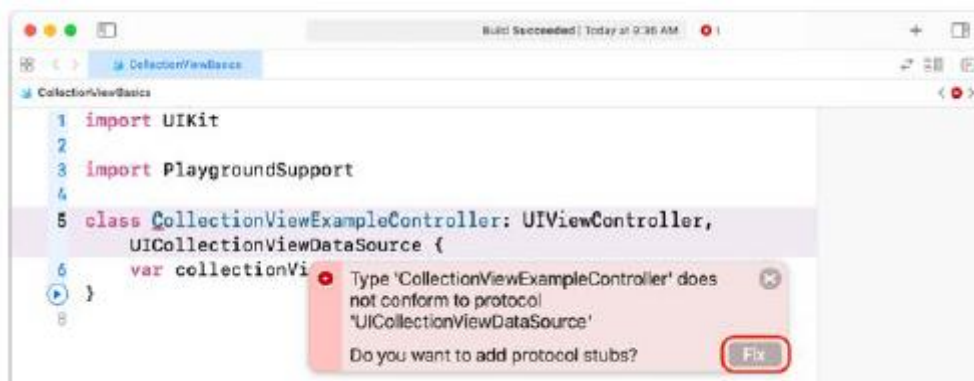 Build Succeeded | Today at 9:36 AM 1
CollectionViewBasics
CollectionViewBasics
1 import UIKit
2
3 import PlaygroundSupport
4
5 class CollectionViewExampleController: UIViewController,
UICollectionViewDataSource {
6 var collectionVi
}
8
Type 'CollectionViewExampleController' does
not conform to protocol
'UICollectionViewDataSource'
Do you want to add protocol stubs?
Fix